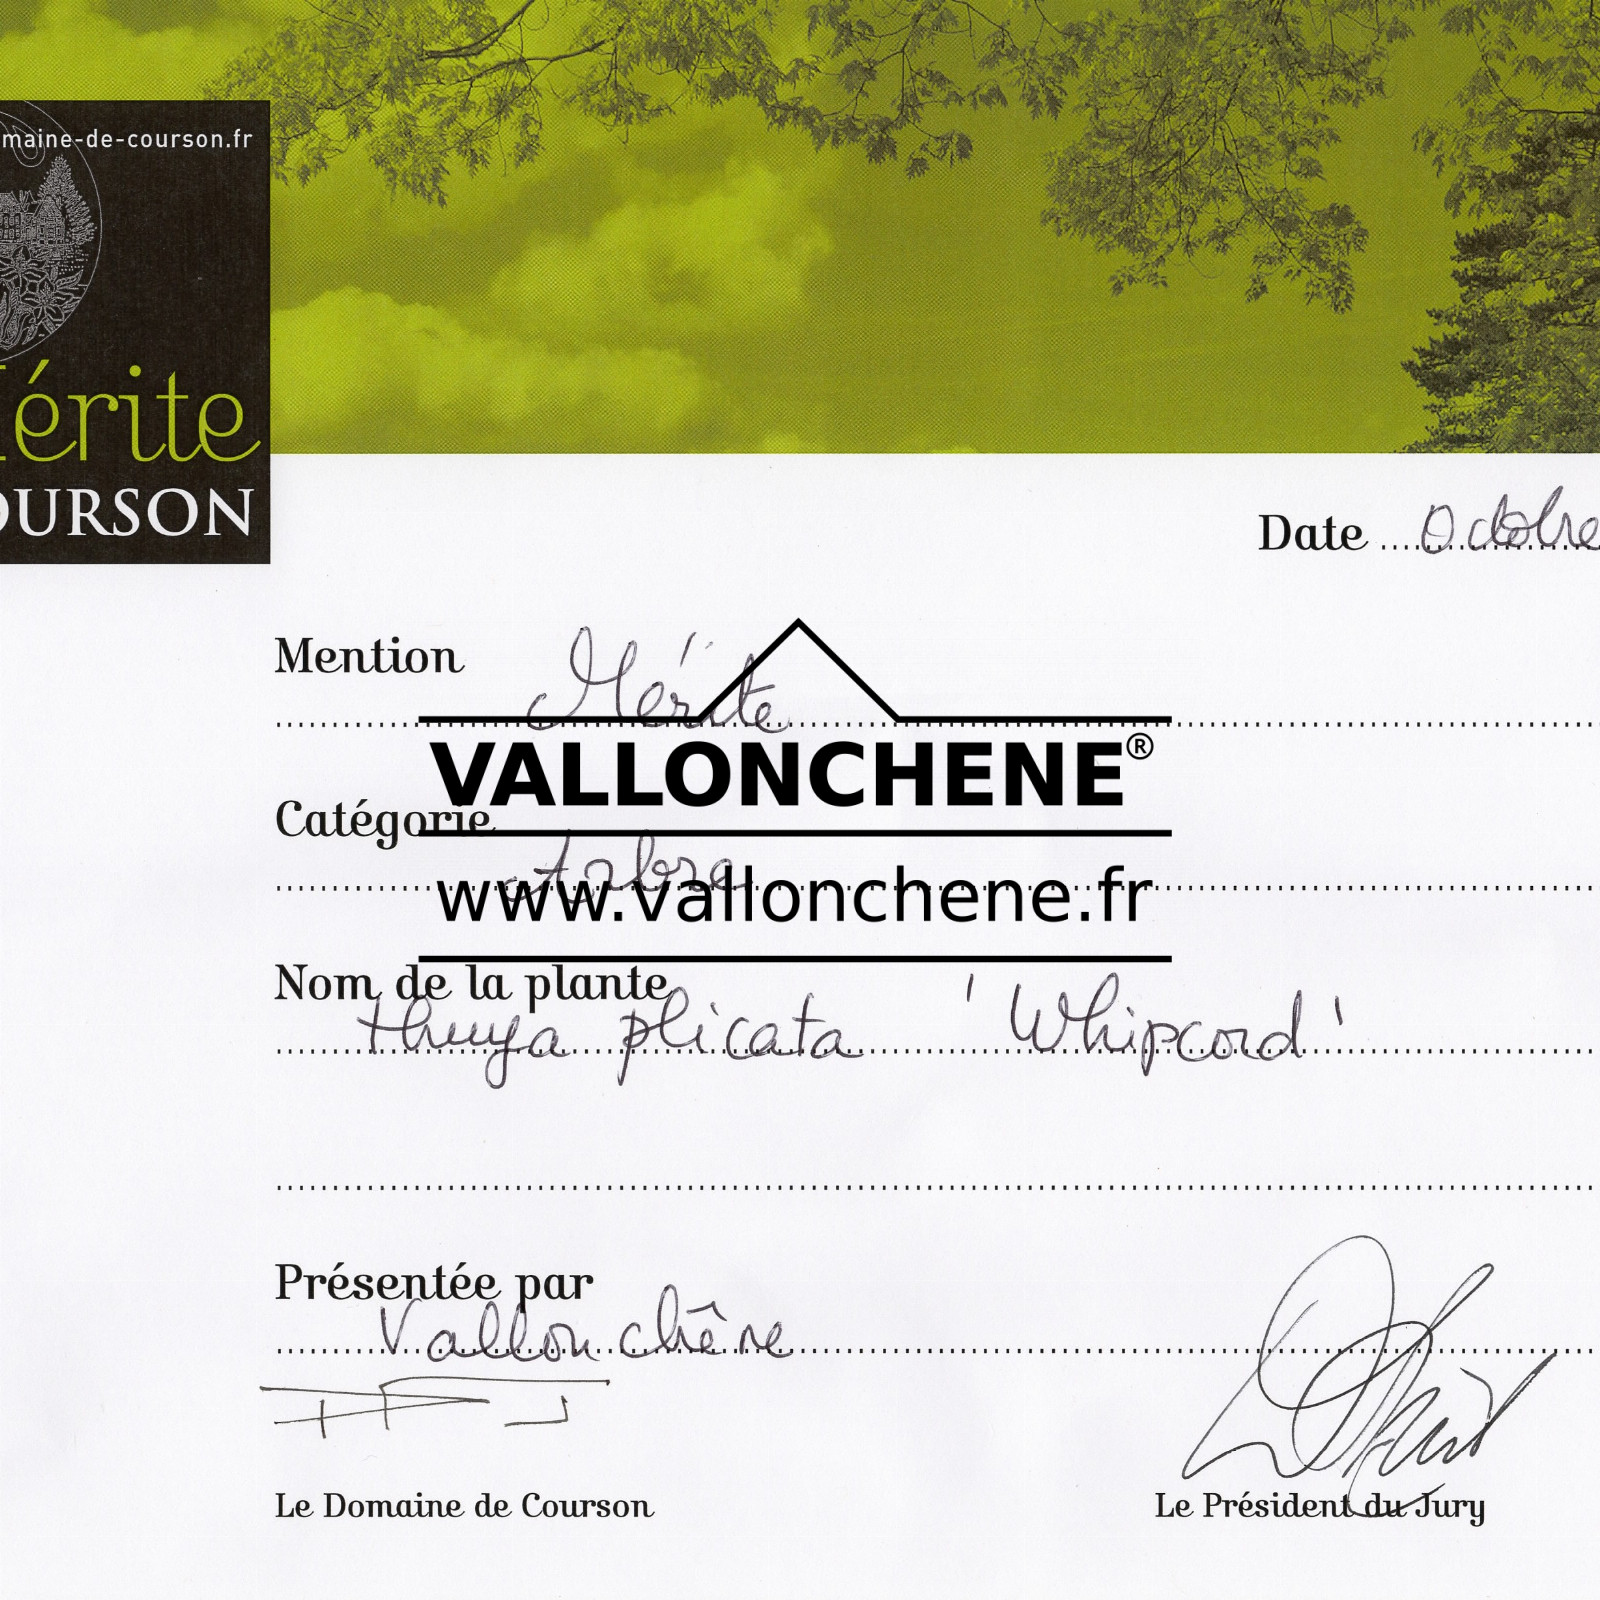 maine-de-courson.fr
érite
OURSON
Date Octobre
Mention
Mérite
VALLONCHENE®
Catégorie
Arbre
www.vallonchene.fr
Nom de la plante
thuya plicata 'Whipcord'
Présentée par
Vallonchêne
Le Domaine de Courson
Le Président du Jury